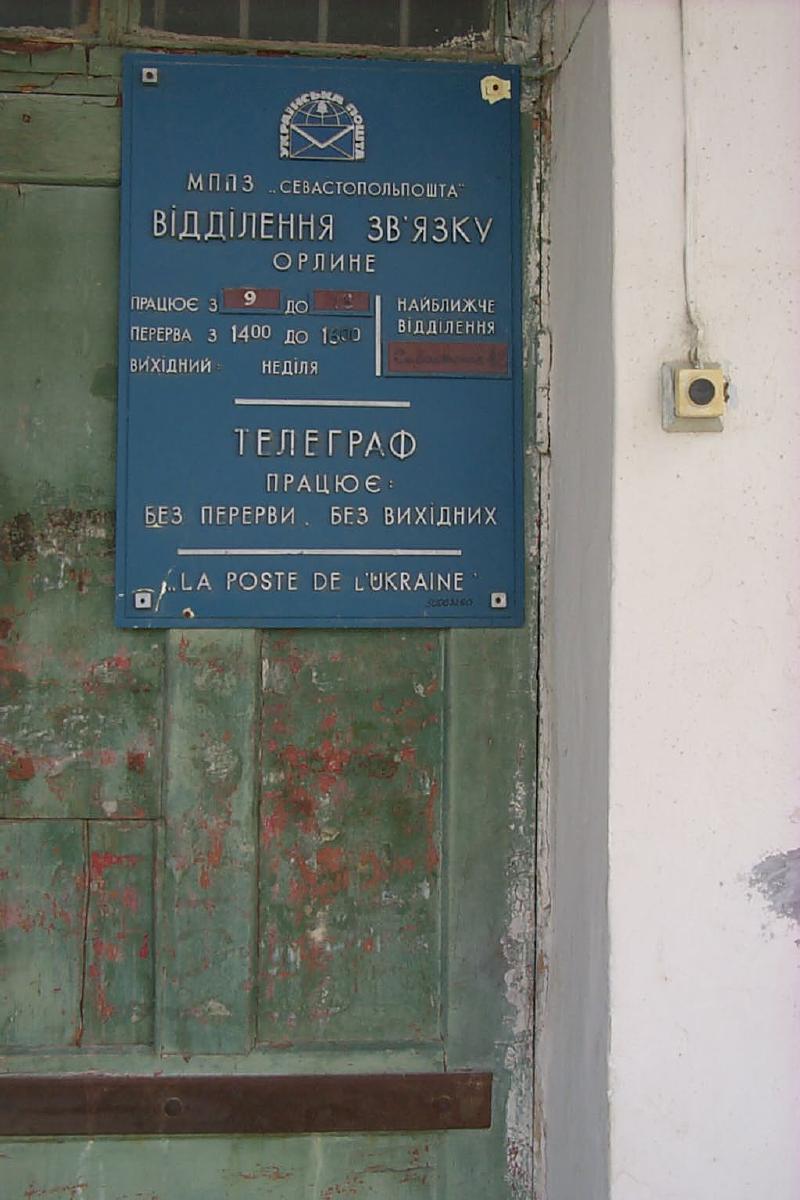 УКРАЇНСЬКА ПОШТА
МППЗ „СЕВАСТОПОЛЬПОШТА“
ВІДДІЛЕННЯ ЗВ'ЯЗКУ
ОРЛИНЕ
ПРАЦЮЄ З 9 ДО
ПЕРЕРВА З 1400 ДО
ВИХІДНИЙ: НЕДІЛЯ
НАЙБЛИЖЧЕ
ВІДДІЛЕННЯ
ТЕЛЕГРАФ
ПРАЦЮЄ:
БЕЗ ПЕРЕРВИ. БЕЗ ВИХІДНИХ
„LA POSTE DE L'UKRAINE“